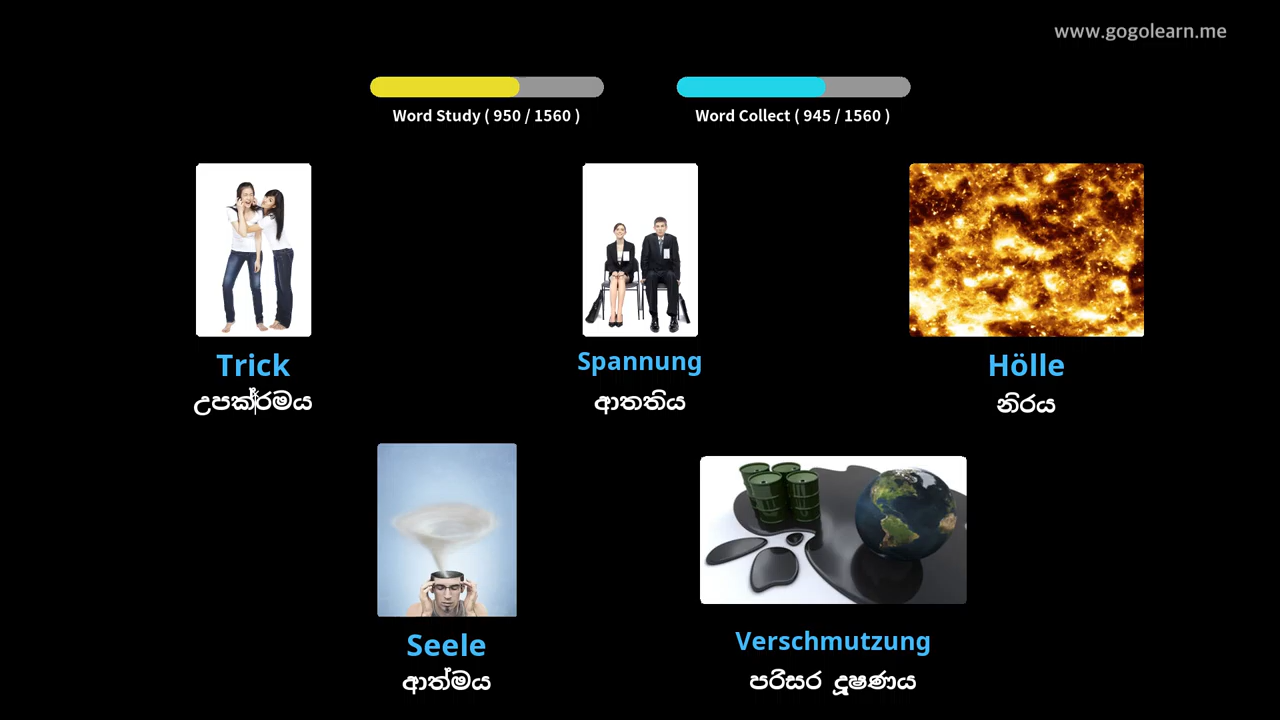 www.gogolearn.me
Word Study ( 950 / 1560 )
Word Collect ( 945 / 1560 )
Trick
උපක්‍රමය
Spannung
ආතතිය
Hölle
නිරය
Seele
ආත්මය
Verschmutzung
පරිසර දූෂණය